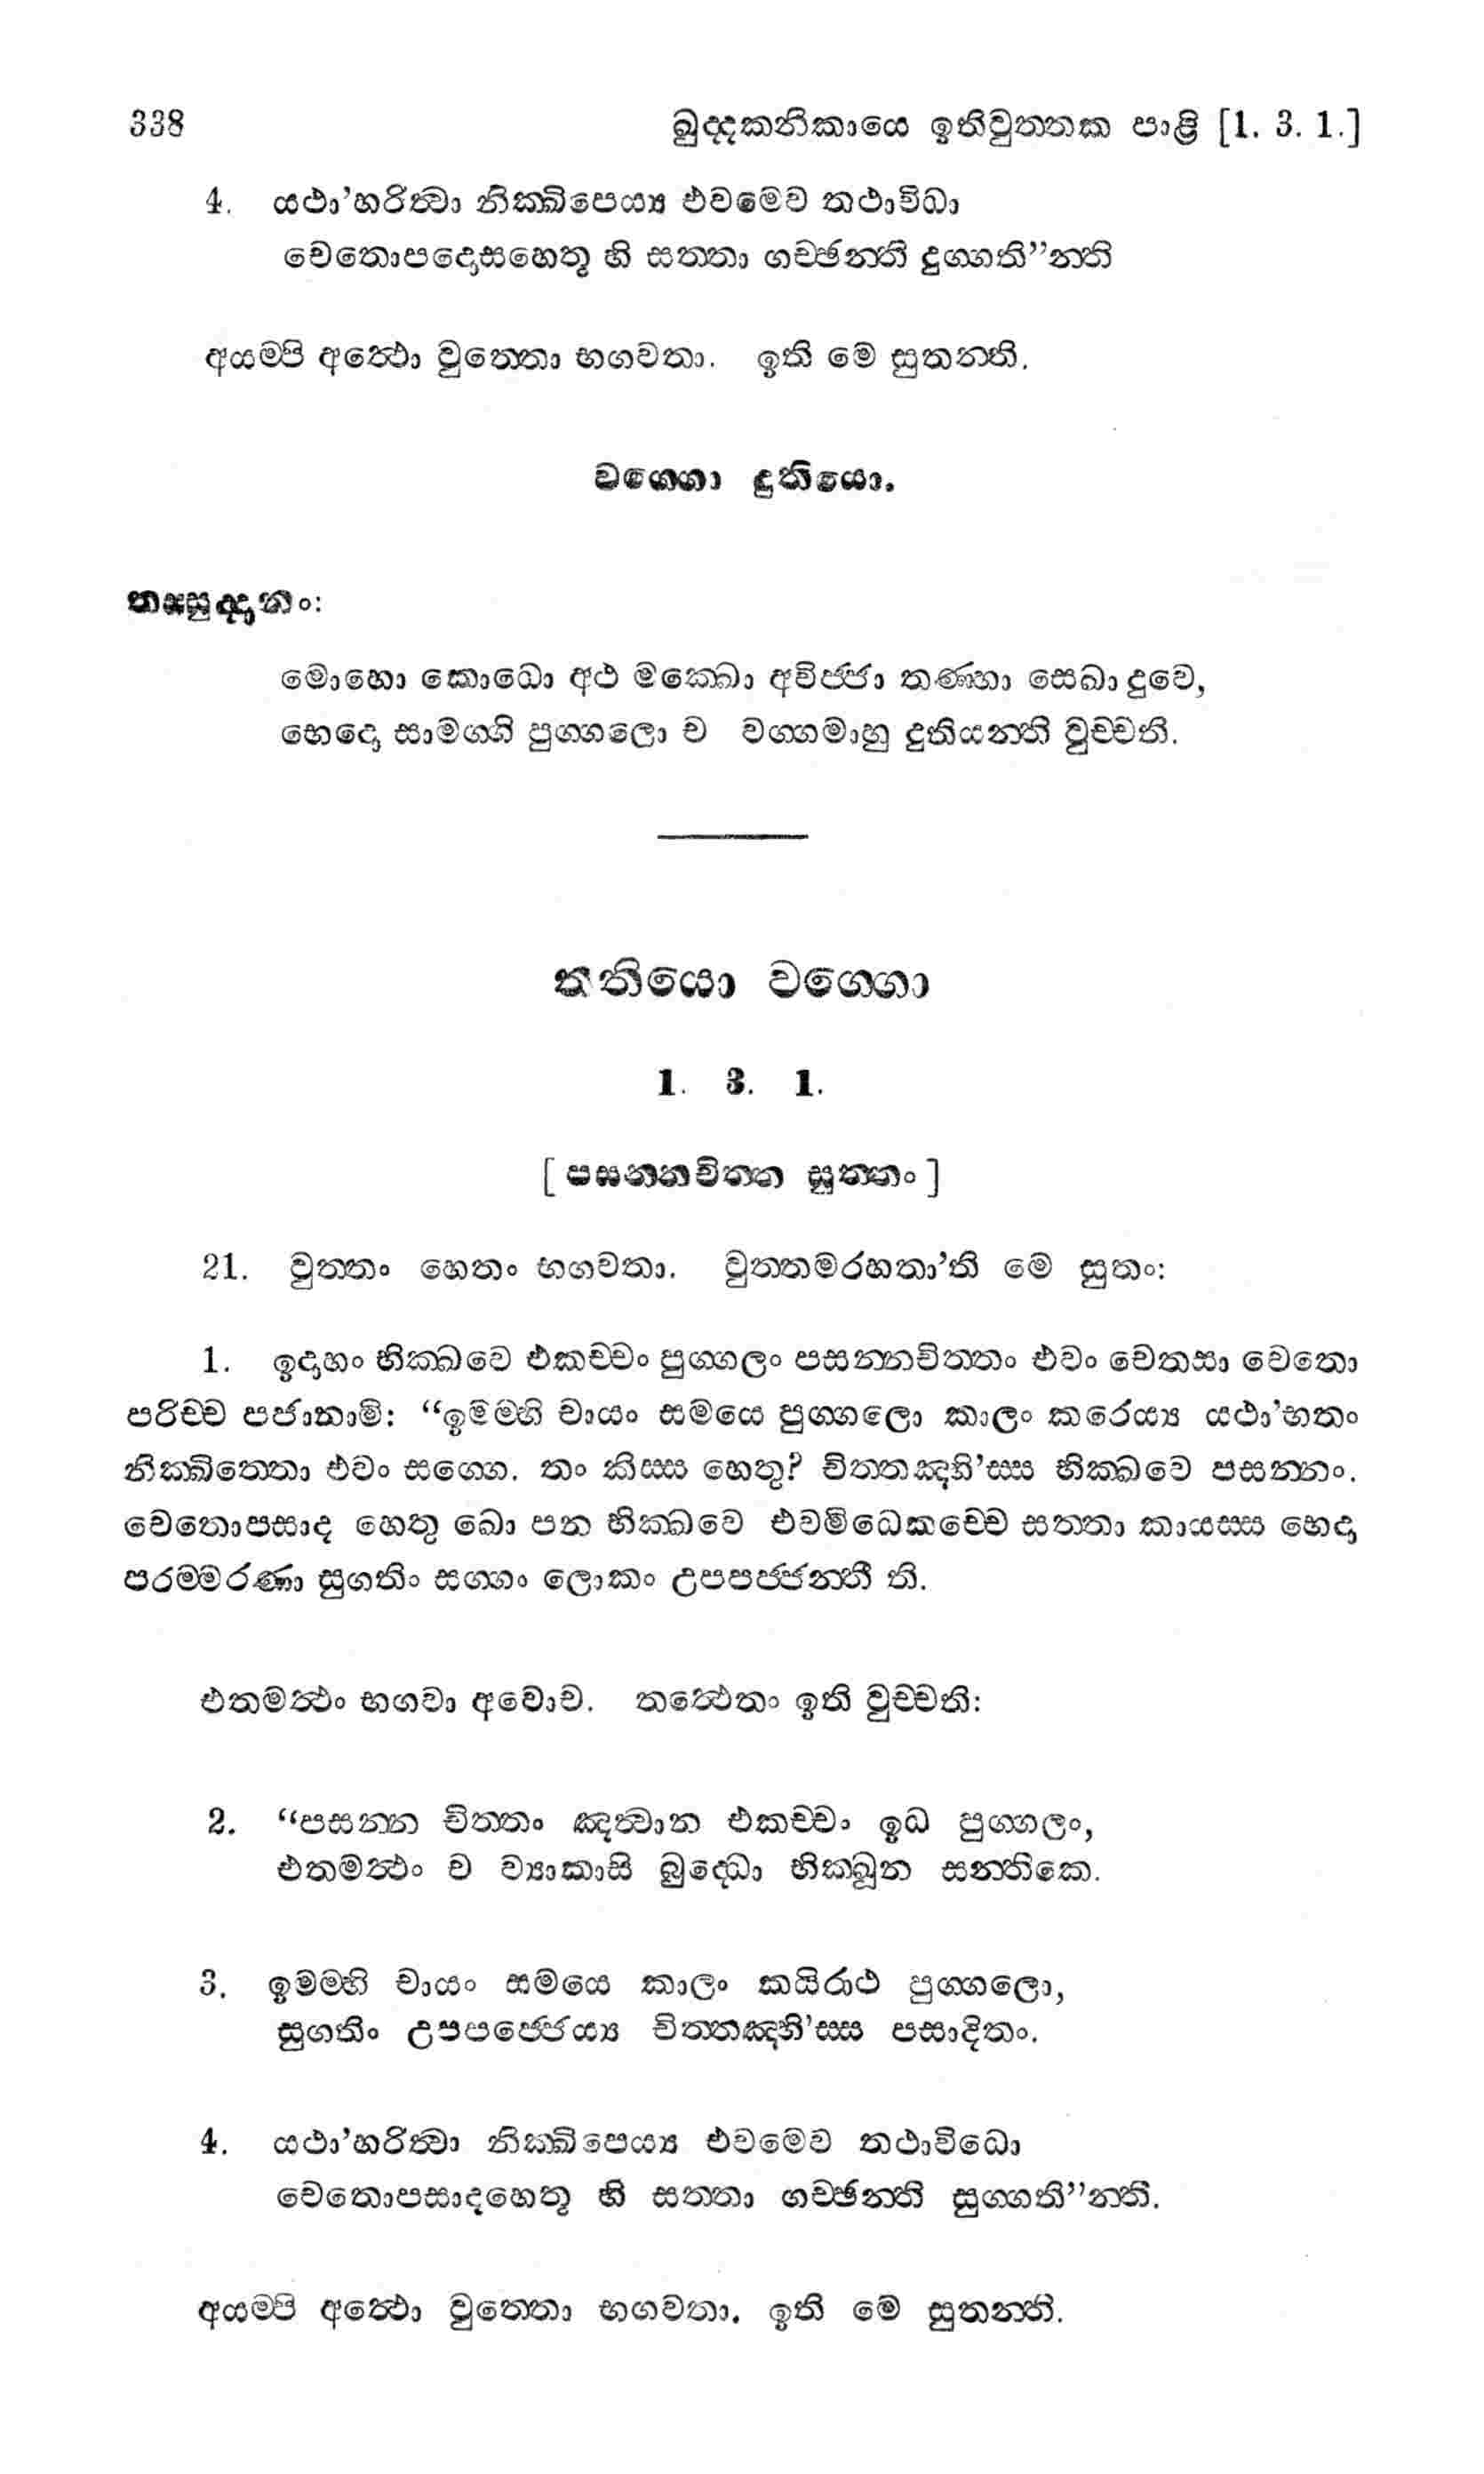 338 ඛුද්දකනිකායෙ ඉතිවුත්තක පාළි [1. 3. 1.]
4. යථා’හරිත්වා නික්ඛිපෙය්‍ය එවමෙව තථාවිධා
චෙතොපදොසහෙතූ හි සත්තා ගච්ඡන්ති දුග්ගති”න්ති
අයම්පි අත්ථො වුත්තො භගවතා. ඉති මෙ සුතන්ති.
වග්ගො දුතියො.
තස්සුද්දානං:
මොහො කොධො අථ මක්ඛො අවිජ්ජා තණ්හා සෙඛා දුවෙ,
භෙදො සාමග්ගි පුග්ගලො ච වග්ගමාහු දුතියන්ති වුච්චති.
තතියො වග්ගො
1. 3. 1.
[ පසන්නචිත්ත සුත්තං ]
21. වුත්තං හෙතං භගවතා. වුත්තමරහතා’ති මෙ සුතං:
1. ඉදාහං භික්ඛවෙ එකච්චං පුග්ගලං පසන්නචිත්තං එවං චෙතසා චෙතො
පරිච්ච පජානාමි: “ඉමම්හි චායං සමයෙ පුග්ගලො කාලං කරෙය්‍ය යථා’භතං
නික්ඛිත්තො එවං සග්ගෙ. තං කිස්ස හෙතු? චිත්තඤ්හි’ස්ස භික්ඛවෙ පසන්නං.
චෙතොපසාද හෙතු ඛො පන භික්ඛවෙ එවමිධෙකච්චෙ සත්තා කායස්ස භෙදා
පරම්මරණා සුගතිං සග්ගං ලොකං උපපජ්ජන්තී ති.
එතමත්ථං භගවා අවොච. තත්ථෙතං ඉති වුච්චති:
2. “පසන්න චිත්තං ඤත්වාන එකච්චං ඉධ පුග්ගලං,
එතමත්ථං ච ව්‍යාකාසි බුද්ධො භික්ඛූන සන්තිකෙ.
3. ඉමම්හි චායං සමයෙ කාලං කයිරාථ පුග්ගලො,
සුගතිං උපපජ්ජෙය්‍ය චිත්තඤ්හි’ස්ස පසාදිතං.
4. යථා’හරිත්වා නික්ඛිපෙය්‍ය එවමෙව තථාවිධො
චෙතොපසාදහෙතූ හි සත්තා ගච්ඡන්ති සුග්ගති”න්ති.
අයම්පි අත්ථො වුත්තො භගවතා. ඉති මෙ සුතන්ති.